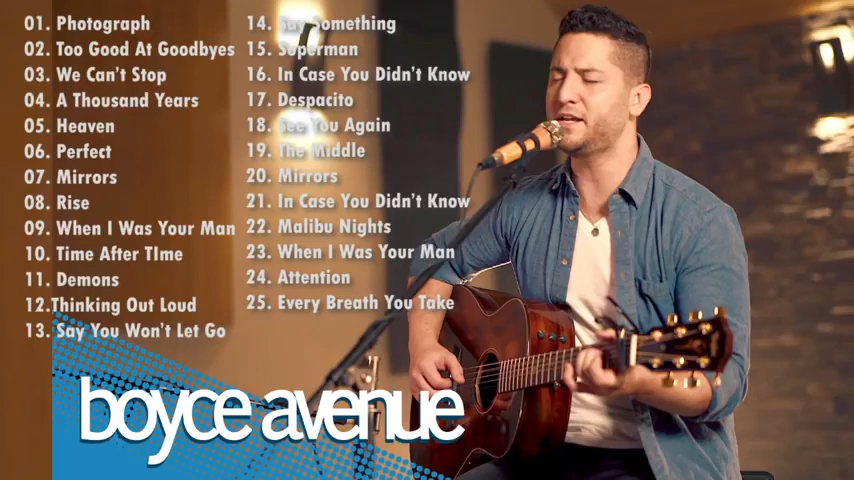 01. Photograph
02. Too Good At Goodbyes
03. We Can't Stop
04. A Thousand Years
05. Heaven
06. Perfect
07. Mirrors
08. Rise
09. When I Was Your Man
10. Time After TIme
11. Demons
12.Thinking Out Loud
13. Say You Won't Let Go
14. Say Something
15. Superman
16. In Case You Didn't Know
17. Despacito
18. See You Again
19. The Middle
20. Mirrors
21. In Case You Didn't Know
22. Malibu Nights
23. When I Was Your Man
24. Attention
25. Every Breath You Take
boyce avenue